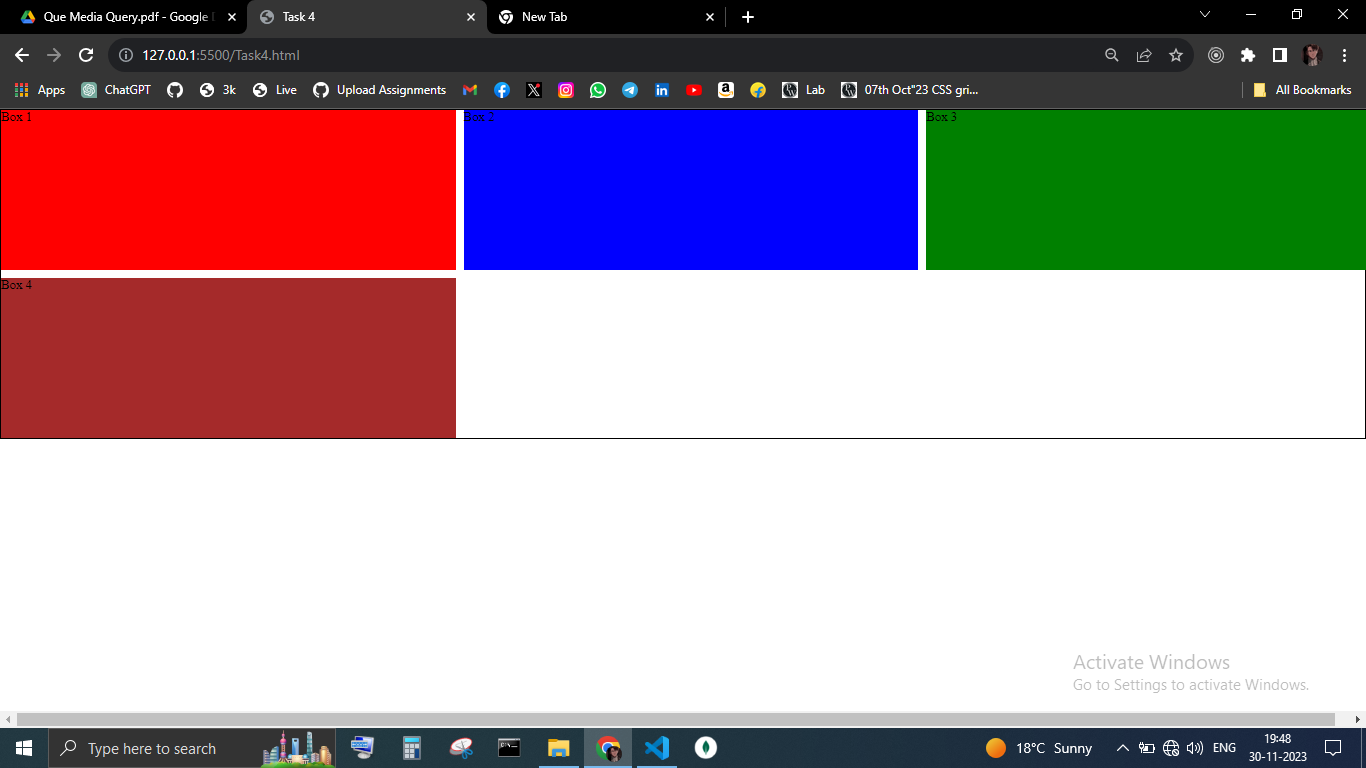 Que Media Query.pdf - Google
Task 4
New Tab
127.0.0.1:5500/Task4.html
Apps
ChatGPT
3k
Live
Upload Assignments
Lab
07th Oct"23 CSS gri...
All Bookmarks
Box 1
Box 2
Box 3
Box 4
Activate Windows
Go to Settings to activate Windows.
Type here to search
18°C Sunny
ENG
19:48
30-11-2023